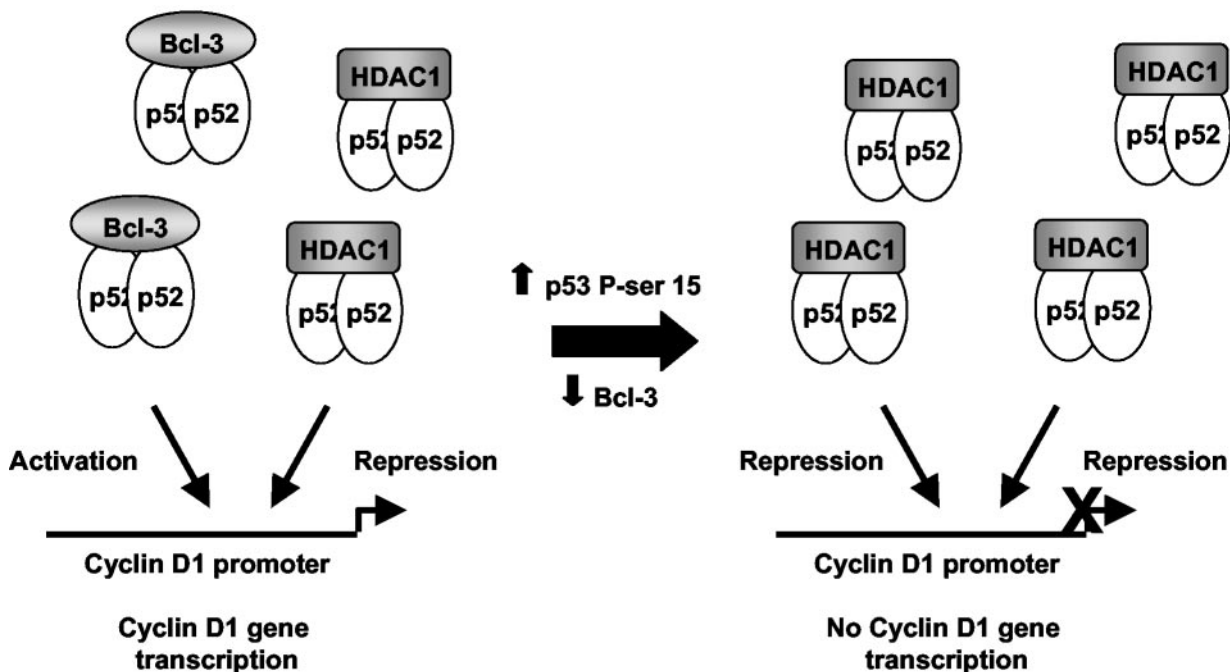 Bcl-3
p52 p52
HDAC1
p52 p52
Bcl-3
p52 p52
HDAC1
p52 p52
Activation
Repression
Cyclin D1 promoter
Cyclin D1 gene
transcription
p53 P-ser 15
Bcl-3
HDAC1
p52 p52
HDAC1
p52 p52
HDAC1
p52 p52
HDAC1
p52 p52
Repression
Repression
X
Cyclin D1 promoter
No Cyclin D1 gene
transcription